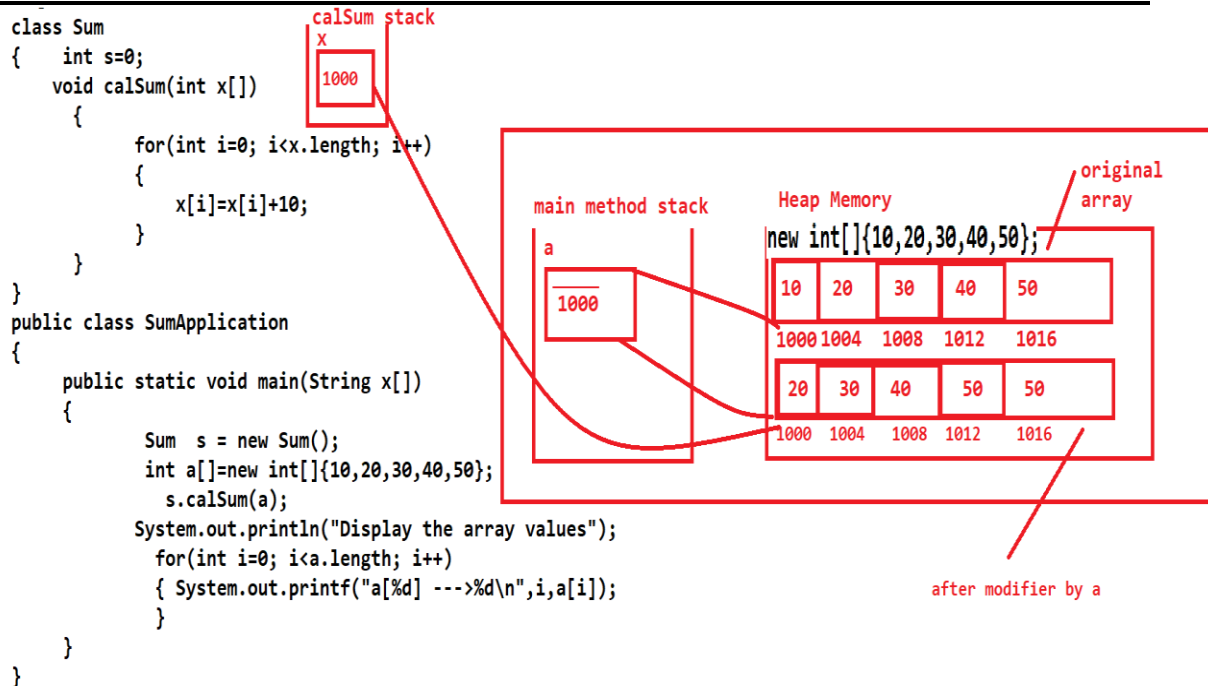 class Sum
{    int s=0;
void calSum(int x[])
{
for(int i=0; i<x.length; i++)
{
x[i]=x[i]+10;
}
}
}
public class SumApplication
{
public static void main(String x[])
{
Sum  s = new Sum();
int a[]=new int[]{10,20,30,40,50};
s.calSum(a);
System.out.println("Display the array values");
for(int i=0; i<a.length; i++)
{ System.out.printf("a[%d] --->%d\n",i,a[i]);
}
}
}
calSum stack
x
1000
main method stack
a
1000
Heap Memory
original
array
new int[]{10,20,30,40,50};
10 20 30 40 50
1000 1004 1008 1012 1016
20 30 40 50 50
1000 1004 1008 1012 1016
after modifier by a